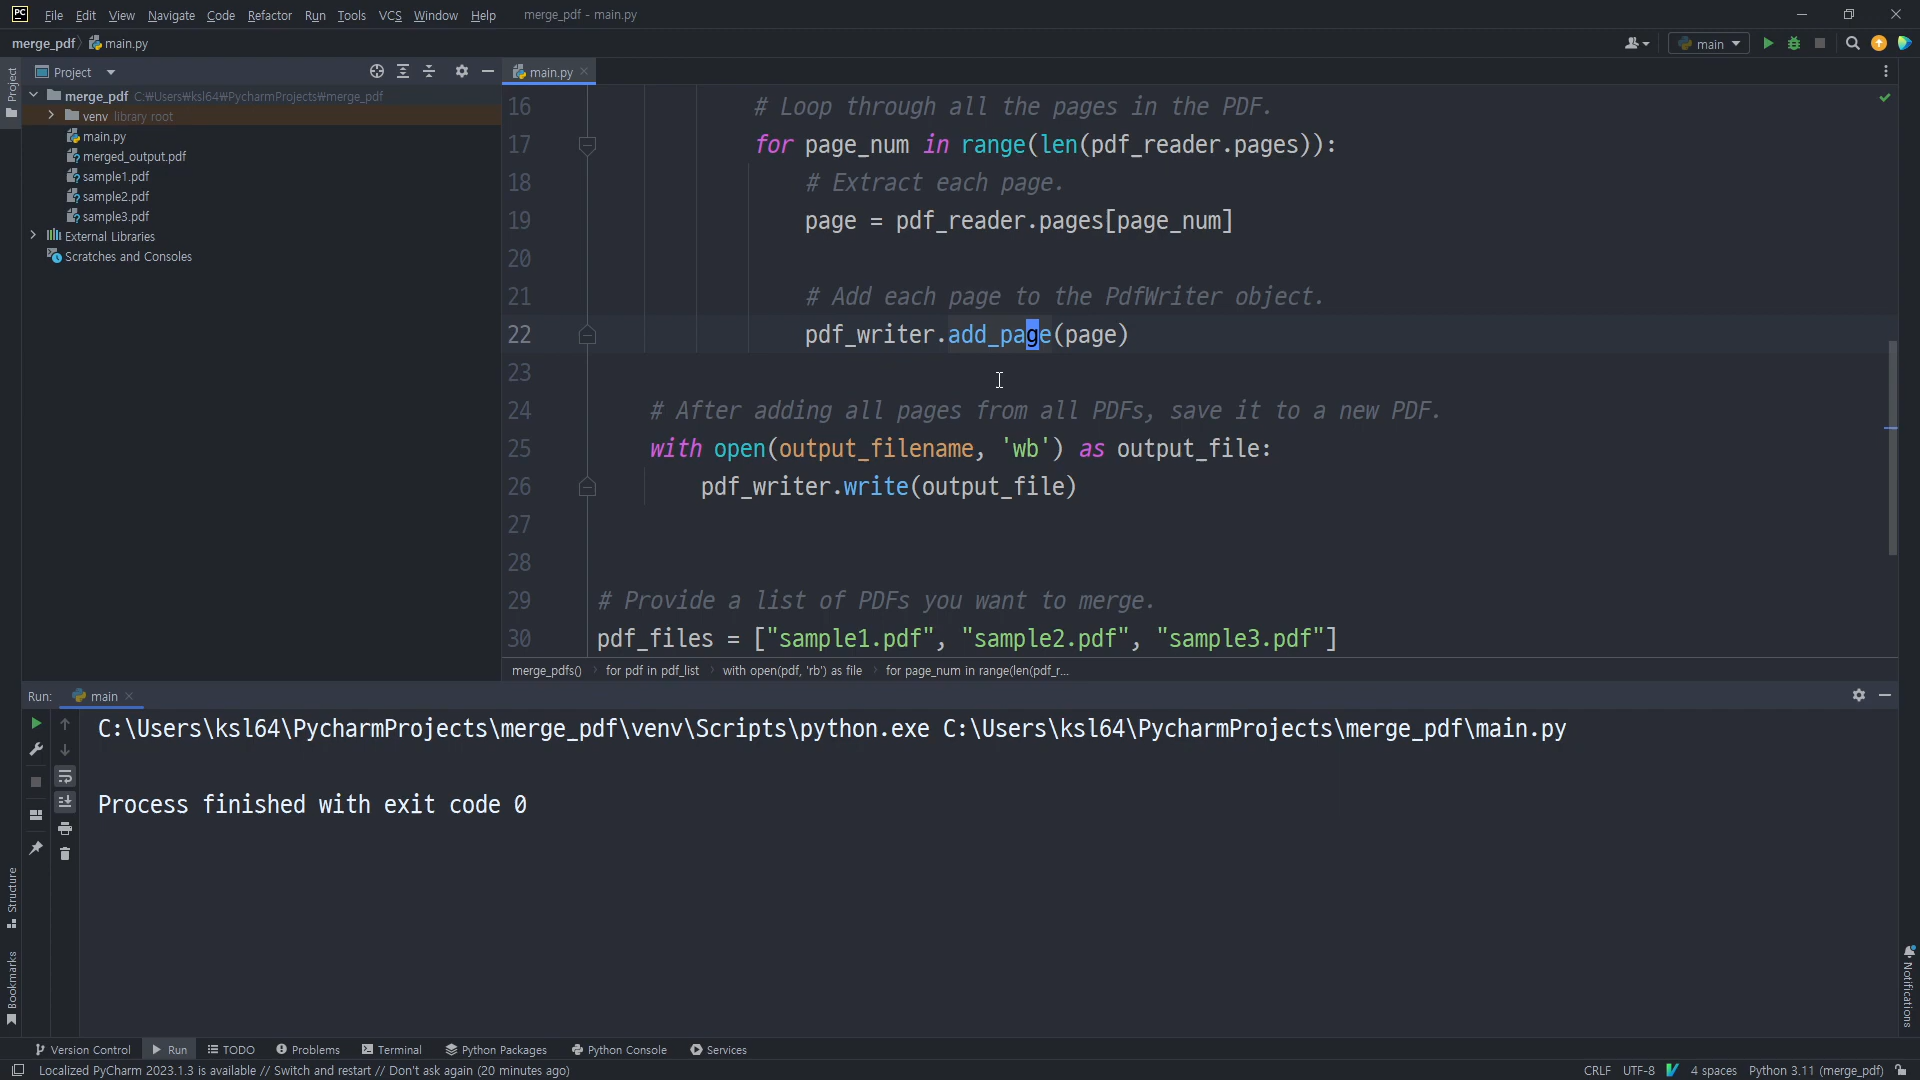 PC File Edit View Navigate Code Refactor Run Tools VCS Window Help merge_pdf - main.py
merge_pdf main.py main
Project
Project
main.py
merge_pdf C:₩Users₩ksl64₩PycharmProjects₩merge_pdf
venv library root
main.py
merged_output.pdf
sample1.pdf
sample2.pdf
sample3.pdf
External Libraries
Scratches and Consoles
16 # Loop through all the pages in the PDF.
17 for page_num in range(len(pdf_reader.pages)):
18 # Extract each page.
19 page = pdf_reader.pages[page_num]
20
21 # Add each page to the PdfWriter object.
22 pdf_writer.add_page(page)
23
24 # After adding all pages from all PDFs, save it to a new PDF.
25 with open(output_filename, 'wb') as output_file:
26 pdf_writer.write(output_file)
27
28
29 # Provide a list of PDFs you want to merge.
30 pdf_files = ["sample1.pdf", "sample2.pdf", "sample3.pdf"]
merge_pdfs() for pdf in pdf_list with open(pdf, 'rb') as file for page_num in range(len(pdf_r...
Run: main
C:\Users\ksl64\PycharmProjects\merge_pdf\venv\Scripts\python.exe C:\Users\ksl64\PycharmProjects\merge_pdf\main.py
Process finished with exit code 0
Structure
Bookmarks
Notifications
Version Control Run TODO Problems Terminal Python Packages Python Console Services
Localized PyCharm 2023.1.3 is available // Switch and restart // Don't ask again (20 minutes ago) CRLF UTF-8 4 spaces Python 3.11 (merge_pdf)